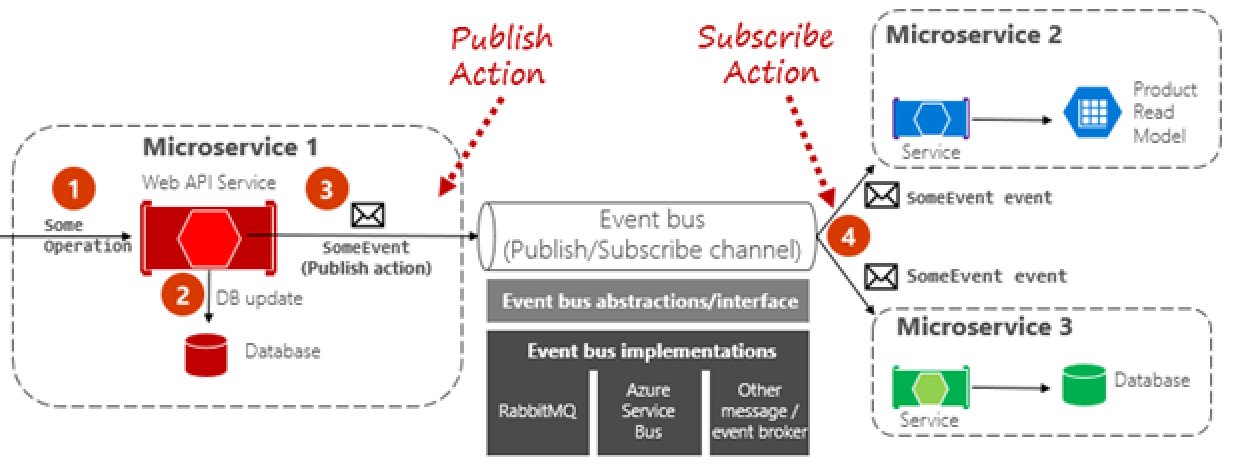 Publish
Action
Subscribe
Action
Microservice 1
Web API Service
1
Some
Operation
2
DB update
Database
3
SomeEvent
(Publish action)
Event bus
(Publish/Subscribe channel)
Event bus abstractions/interface
Event bus implementations
RabbitMQ
Azure
Service
Bus
Other
message /
event broker
4
SomeEvent event
SomeEvent event
Microservice 2
Service
Product
Read
Model
Microservice 3
Service
Database